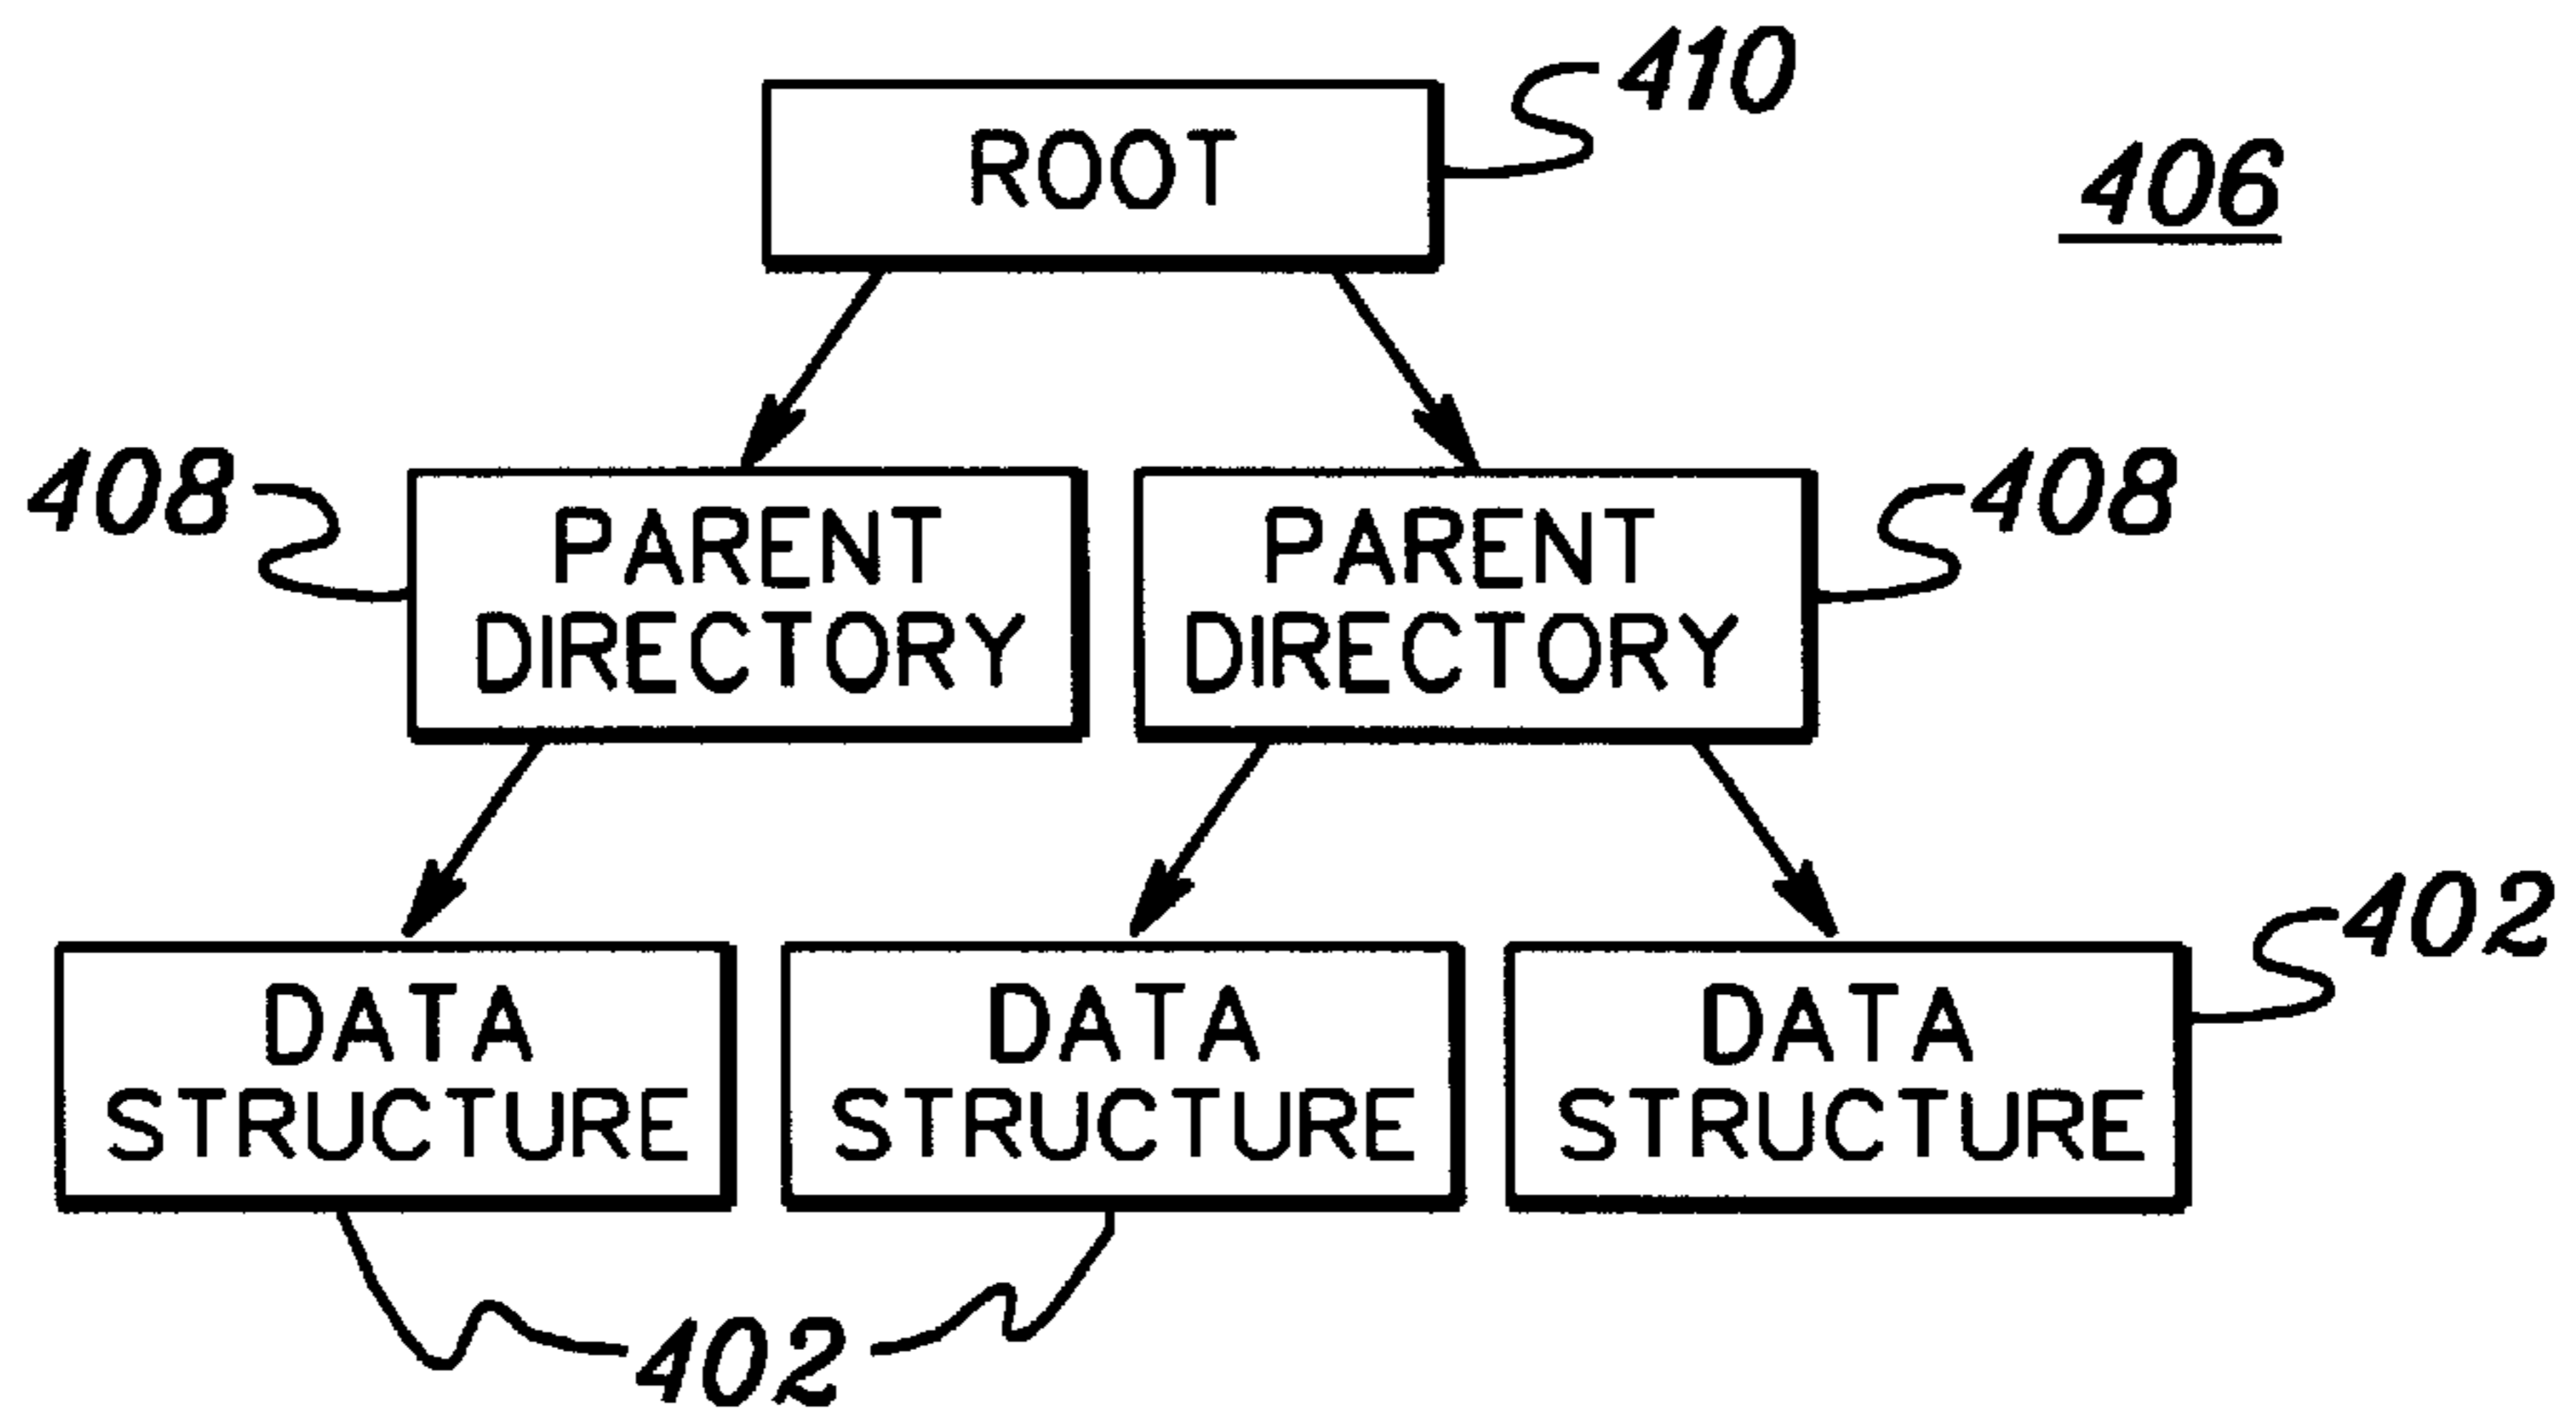 410
ROOT
406
408
PARENT
DIRECTORY
PARENT
DIRECTORY
408
DATA
STRUCTURE
DATA
STRUCTURE
DATA
STRUCTURE
402
402